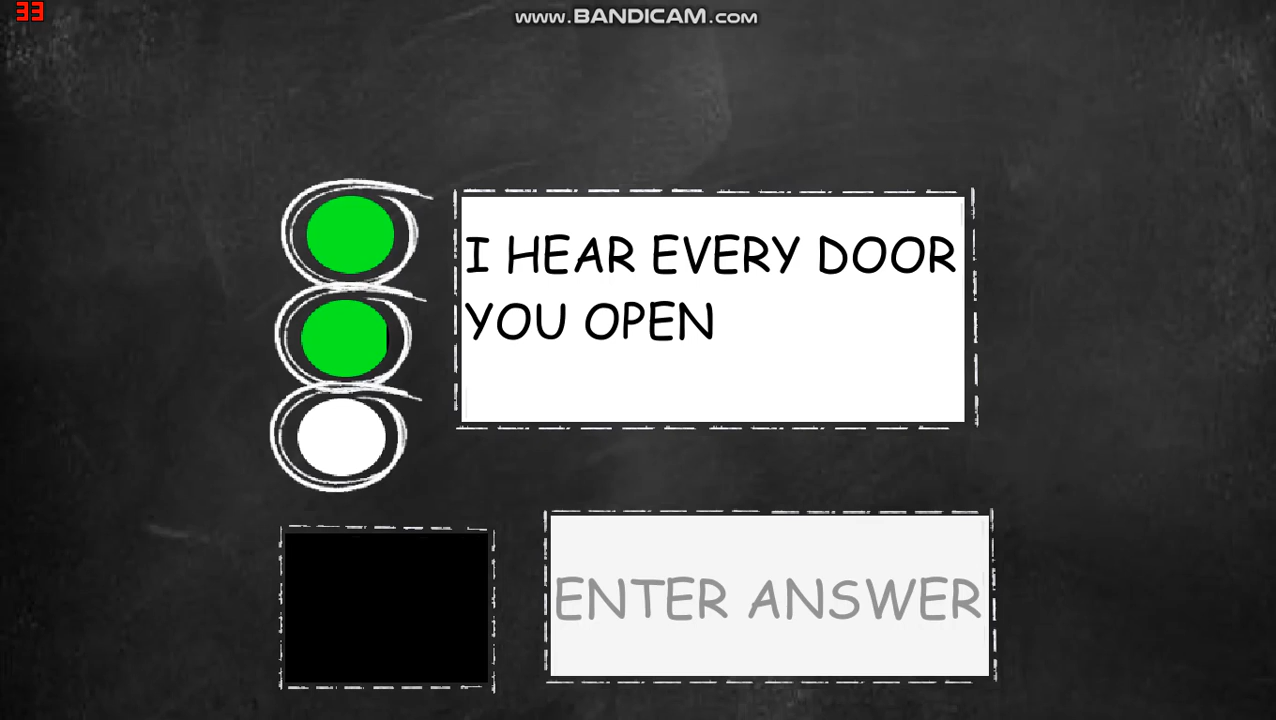 33
www.BANDICAM.com
I HEAR EVERY DOOR
YOU OPEN
ENTER ANSWER